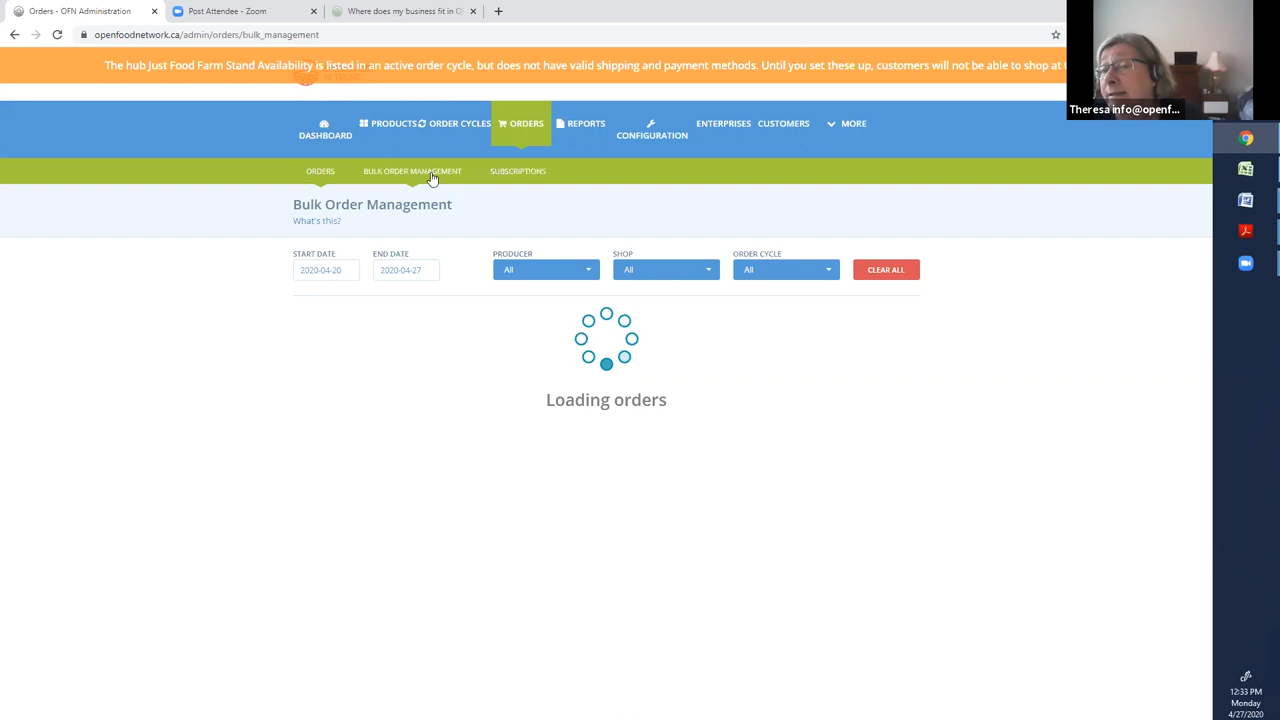 Orders - OFN Administration
Post Attendee - Zoom
Where does my business fit in O
openfoodnetwork.ca/admin/orders/bulk_management
The hub Just Food Farm Stand Availability is listed in an active order cycle, but does not have valid shipping and payment methods. Until you set these up, customers will not be able to shop at
Theresa info@openf...
DASHBOARD
PRODUCTS
ORDER CYCLES
ORDERS
REPORTS
CONFIGURATION
ENTERPRISES
CUSTOMERS
MORE
ORDERS
BULK ORDER MANAGEMENT
SUBSCRIPTIONS
Bulk Order Management
What's this?
START DATE
END DATE
PRODUCER
SHOP
ORDER CYCLE
2020-04-20
2020-04-27
All
All
All
CLEAR ALL
Loading orders
12:33 PM
Monday
4/27/2020